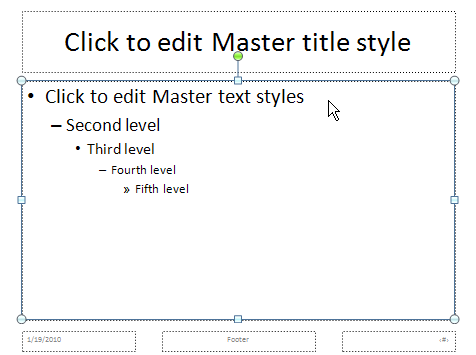 Click to edit Master title style
• Click to edit Master text styles
– Second level
• Third level
– Fourth level
» Fifth level
1/19/2010 Footer ‹#›